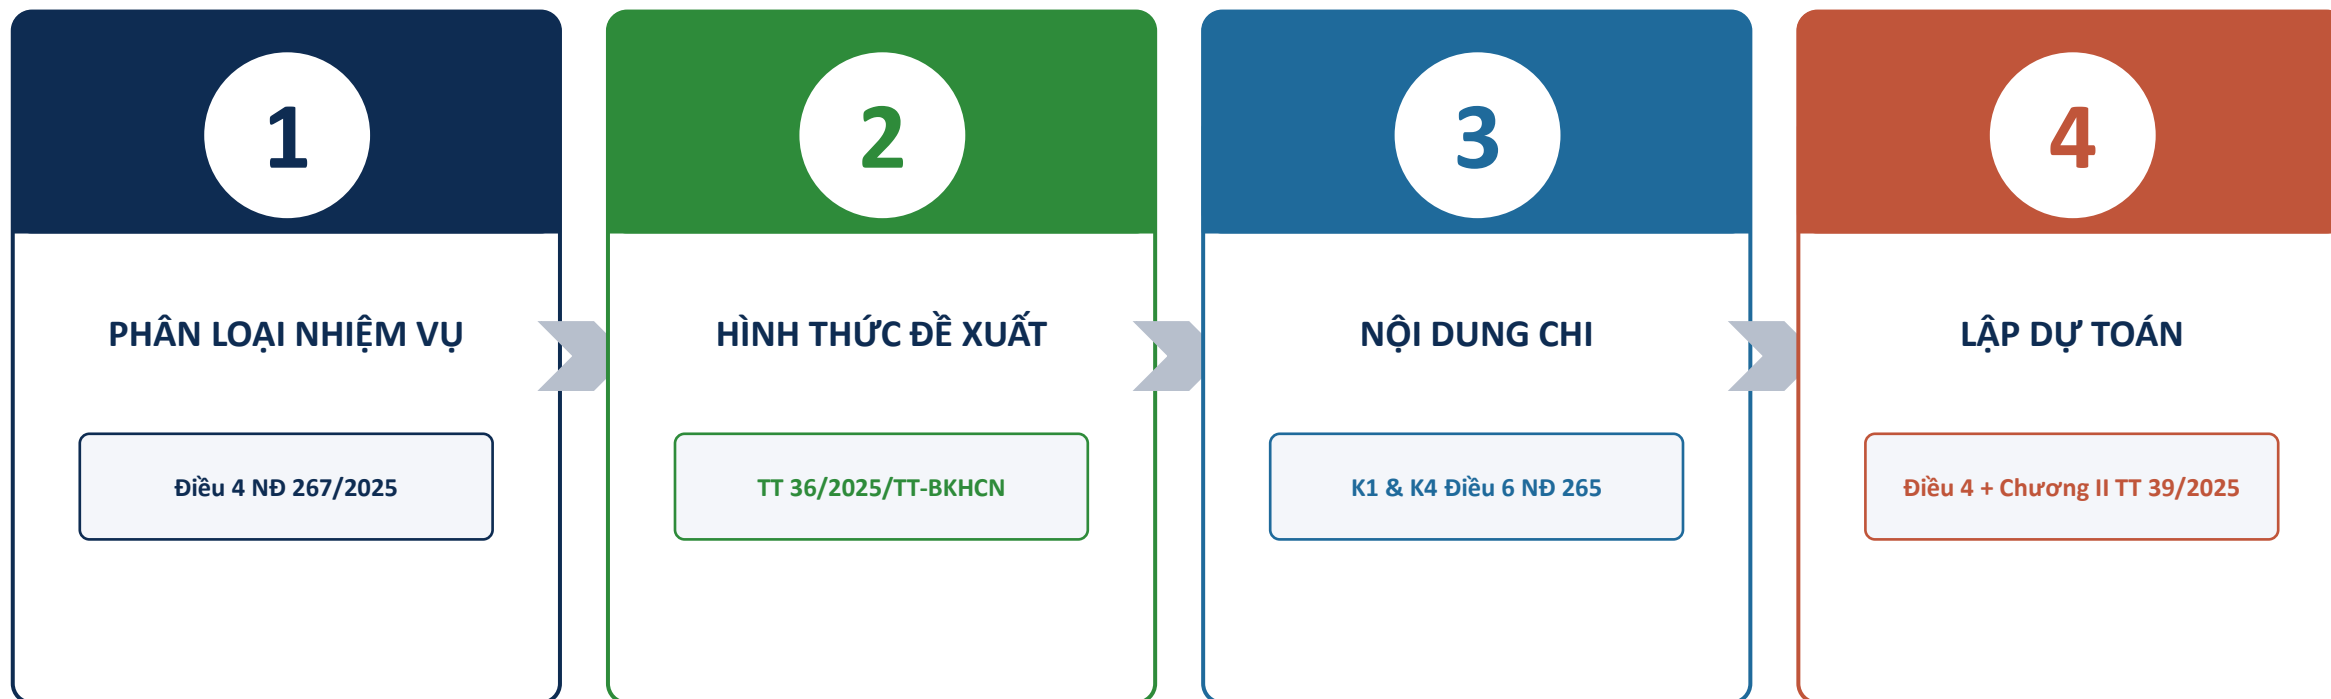 1
PHÂN LOẠI NHIỆM VỤ
Điều 4 NĐ 267/2025
2
HÌNH THỨC ĐỀ XUẤT
TT 36/2025/TT-BKHCN
3
NỘI DUNG CHI
K1 & K4 Điều 6 NĐ 265
4
LẬP DỰ TOÁN
Điều 4 + Chương II TT 39/2025